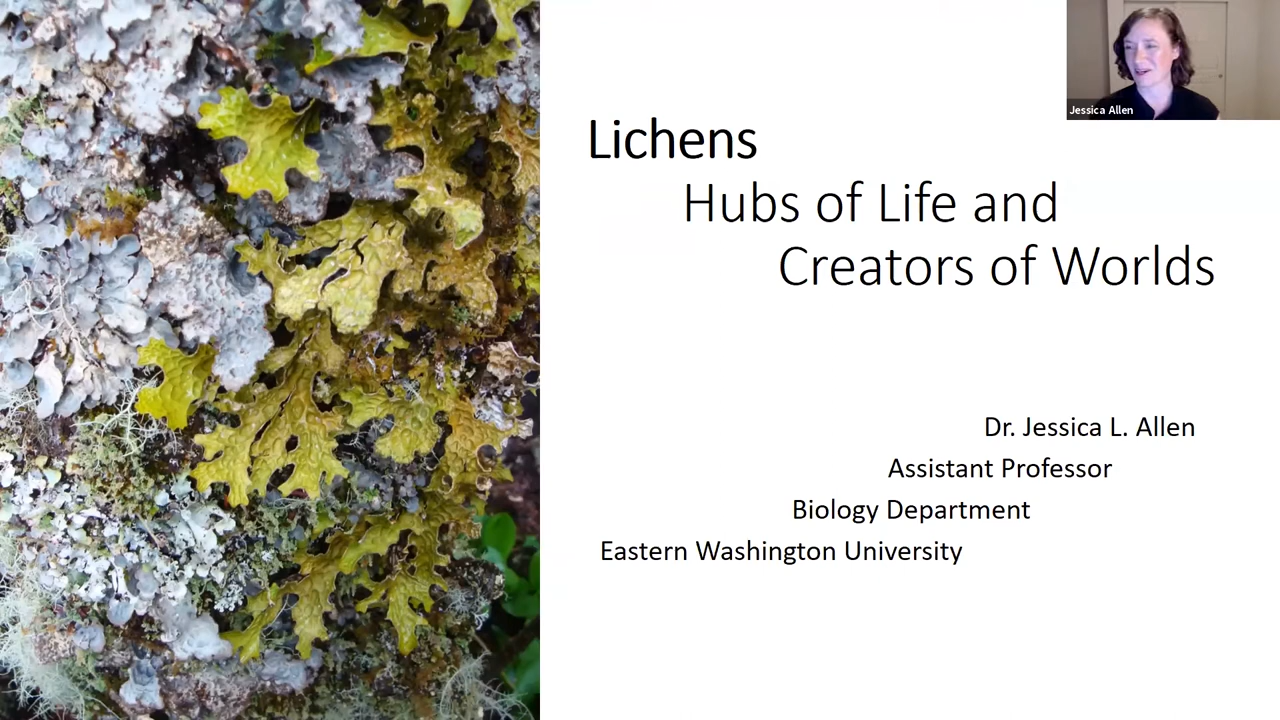 Jessica Allen
Lichens
Hubs of Life and
Creators of Worlds
Dr. Jessica L. Allen
Assistant Professor
Biology Department
Eastern Washington University